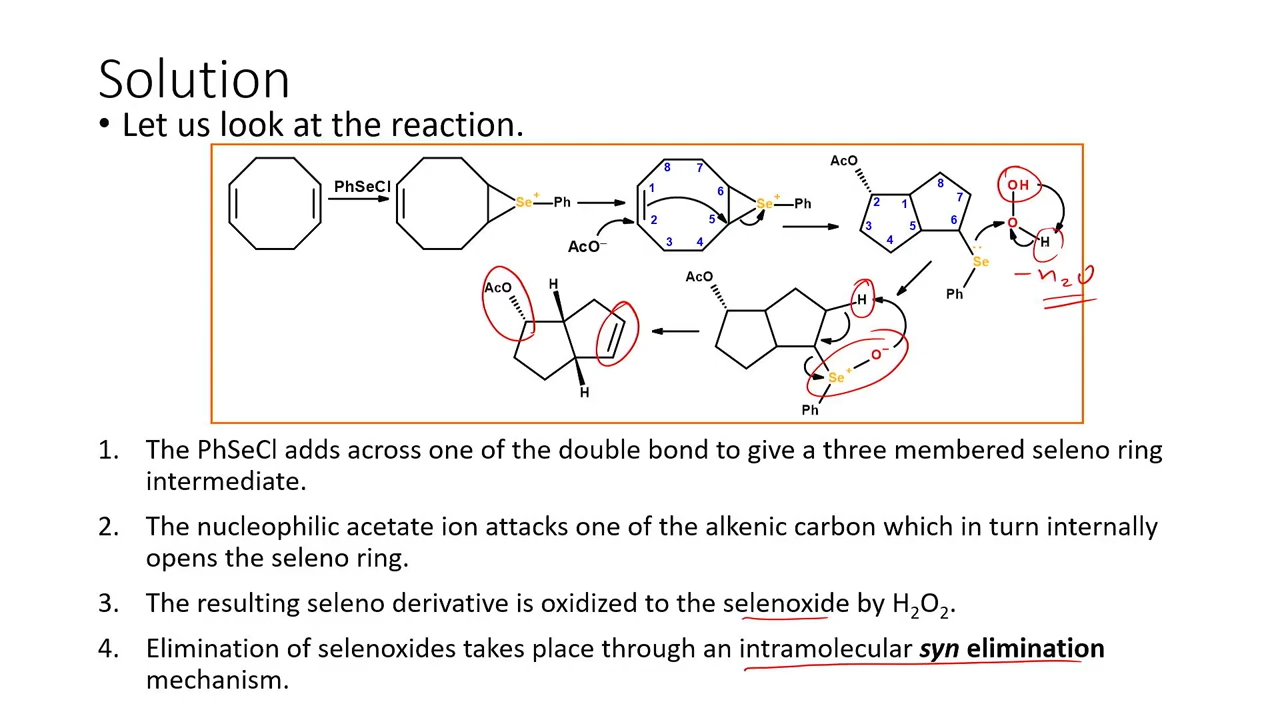 Solution
• Let us look at the reaction.
PhSeCl
Se+ Ph
AcO−
8 7
1 6
2 5
3 4
Se+ Ph
AcO
8
2 1 7
3 5 6
4
Se
Ph
OH
O
H
− H2O
AcO H
H
AcO
H
O−
Se+
Ph
1. The PhSeCl adds across one of the double bond to give a three membered seleno ring
intermediate.
2. The nucleophilic acetate ion attacks one of the alkenic carbon which in turn internally
opens the seleno ring.
3. The resulting seleno derivative is oxidized to the selenoxide by H₂O₂.
4. Elimination of selenoxides takes place through an intramolecular syn elimination
mechanism.